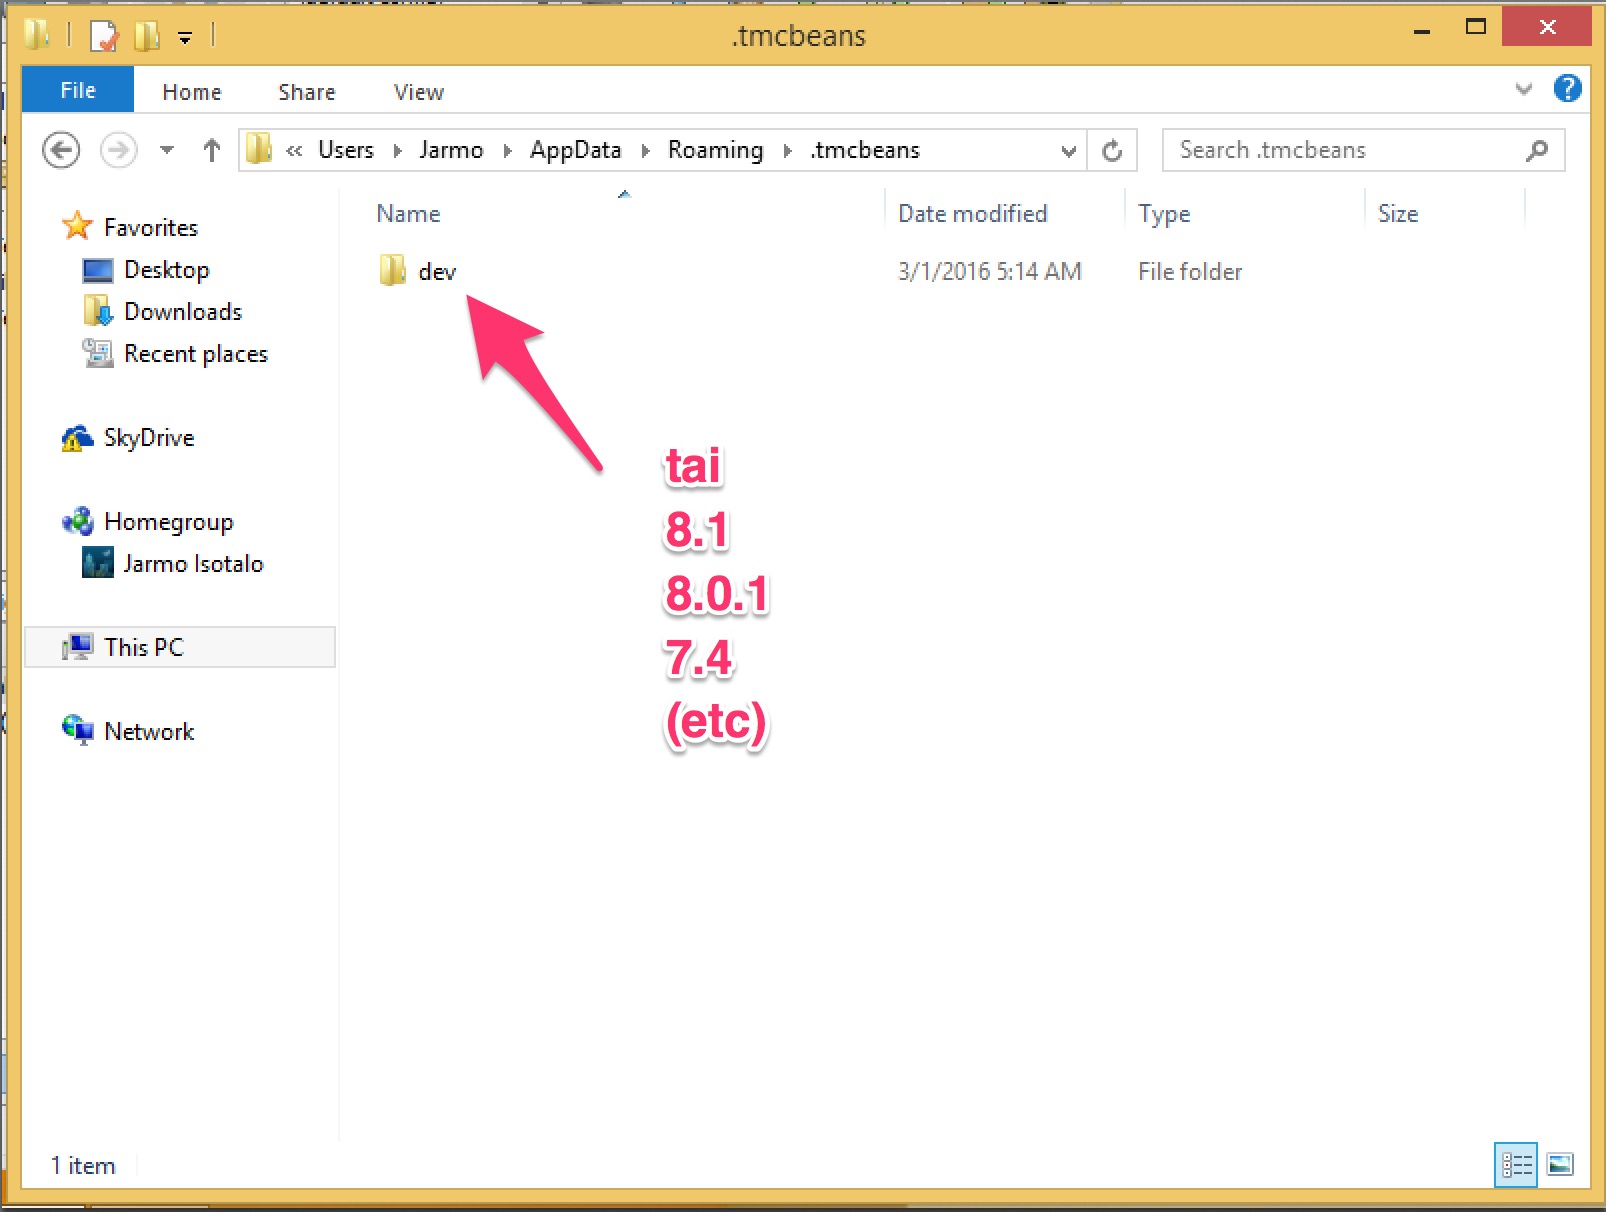 .tmcbeans
File
Home
Share
View
« Users Jarmo AppData Roaming .tmcbeans
Search .tmcbeans
Name
Date modified
Type
Size
dev
3/1/2016 5:14 AM
File folder
Favorites
Desktop
Downloads
Recent places
SkyDrive
Homegroup
Jarmo Isotalo
This PC
Network
tai
8.1
8.0.1
7.4
(etc)
1 item